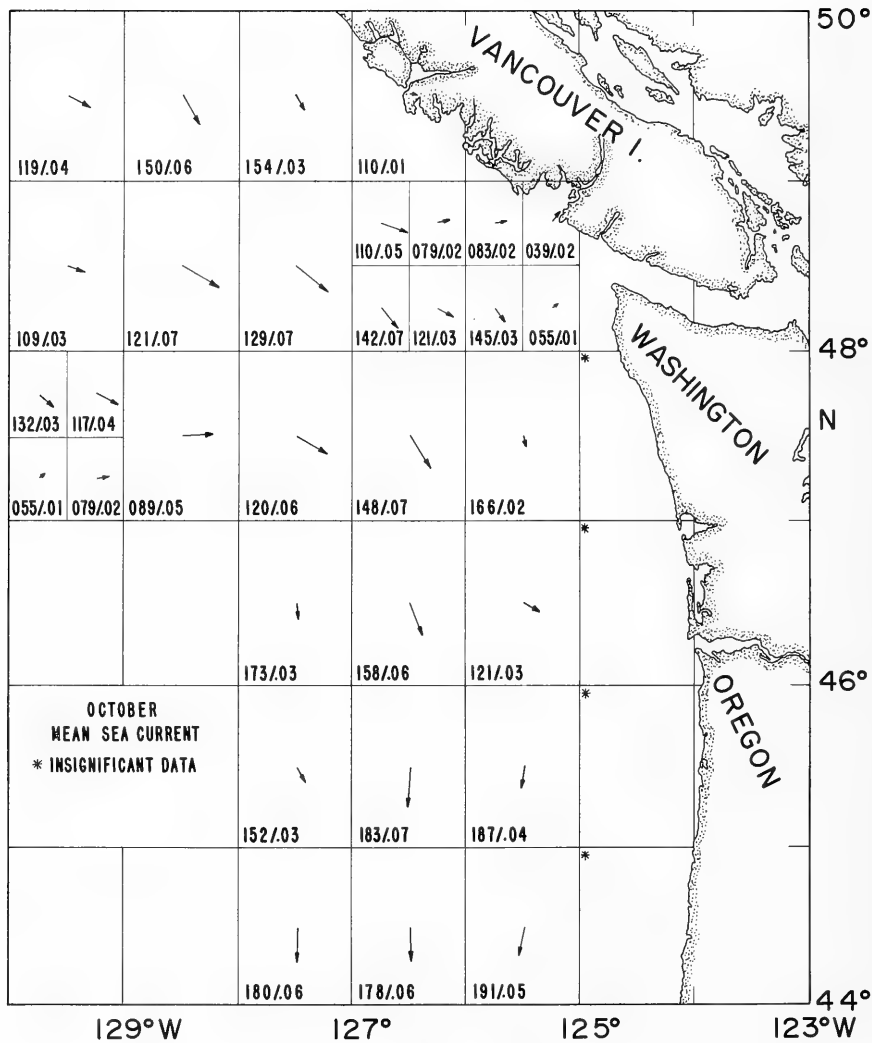 50°
VANCOUVER I.
119/.04 150/.06 154/.03 110/.01
110/.05 079/.02 083/.02 039/.02
109/.03 121/.07 129/.07 142/.07 121/.03 145/.03 055/.01
48°
WASHINGTON
132/.03 117/.04
N
055/.01 079/.02 089/.05 120/.06 148/.07 166/.02
173/.03 158/.06 121/.03
46°
OREGON
OCTOBER
MEAN SEA CURRENT
* INSIGNIFICANT DATA
152/.03 183/.07 187/.04
180/.06 178/.06 191/.05
44°
129°W 127° 125° 123°W